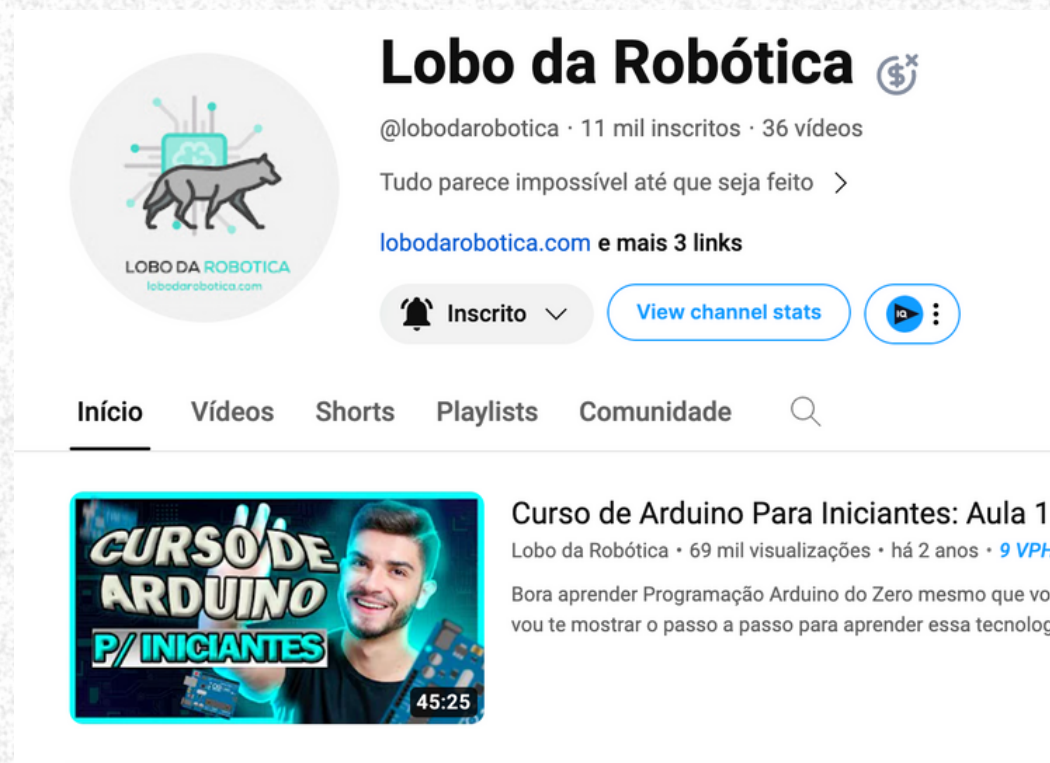 Lobo da Robótica
@lobodarobotica · 11 mil inscritos · 36 vídeos
Tudo parece impossível até que seja feito
lobodarobotica.com e mais 3 links
LOBO DA ROBOTICA
lobodarobotica.com
Inscrito
View channel stats
IQ
Início Vídeos Shorts Playlists Comunidade
CURSO DE
ARDUINO
P/ INICIANTES
45:25
Curso de Arduino Para Iniciantes: Aula 1
Lobo da Robótica • 69 mil visualizações • há 2 anos • 9 VPH
Bora aprender Programação Arduino do Zero mesmo que vo
vou te mostrar o passo a passo para aprender essa tecnolog